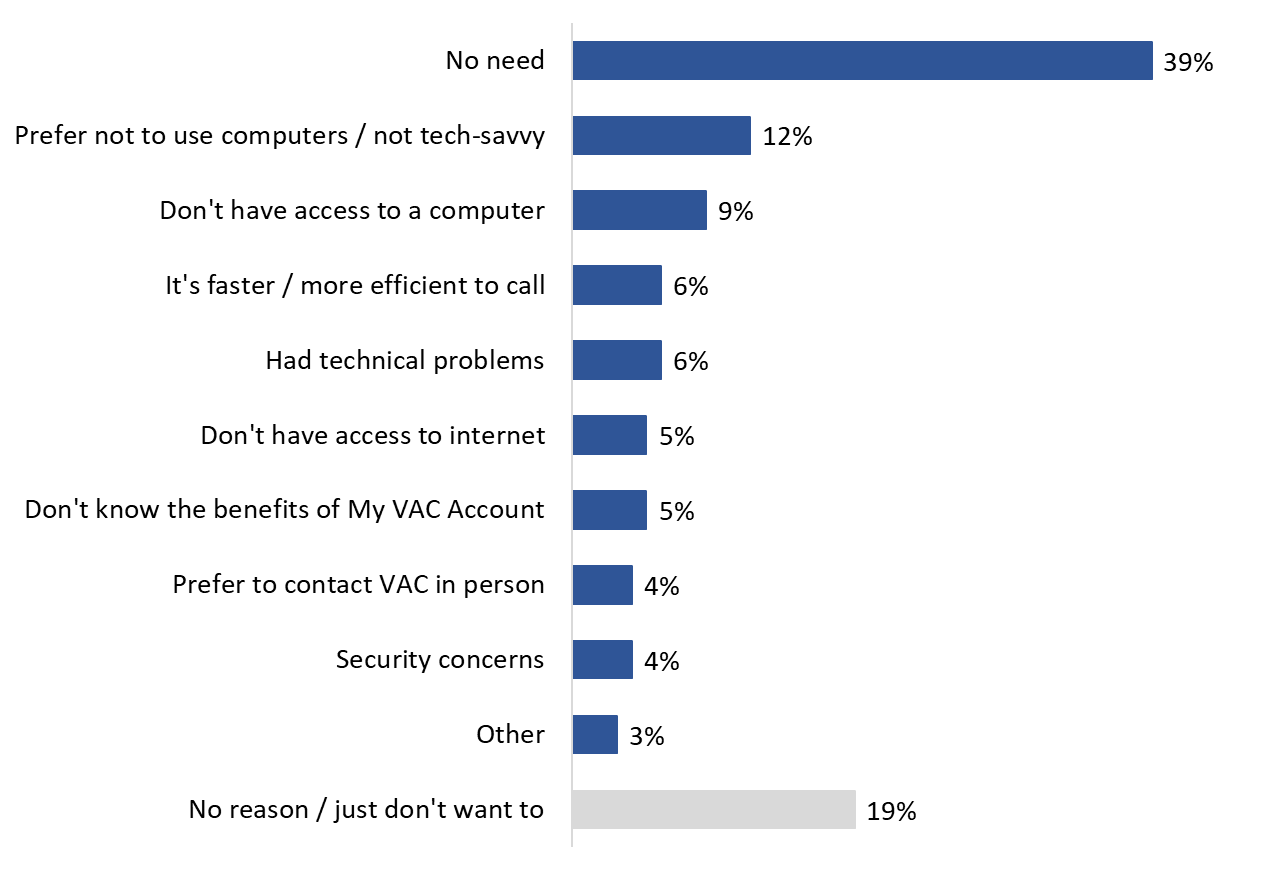 No need 39%
Prefer not to use computers / not tech-savvy 12%
Don't have access to a computer 9%
It's faster / more efficient to call 6%
Had technical problems 6%
Don't have access to internet 5%
Don't know the benefits of My VAC Account 5%
Prefer to contact VAC in person 4%
Security concerns 4%
Other 3%
No reason / just don't want to 19%